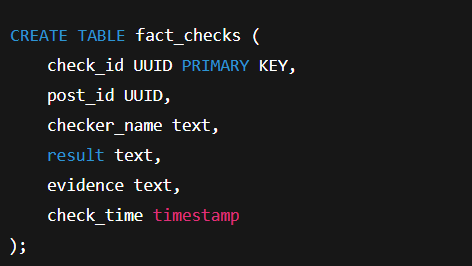 CREATE TABLE fact_checks (
    check_id UUID PRIMARY KEY,
    post_id UUID,
    checker_name text,
    result text,
    evidence text,
    check_time timestamp
);